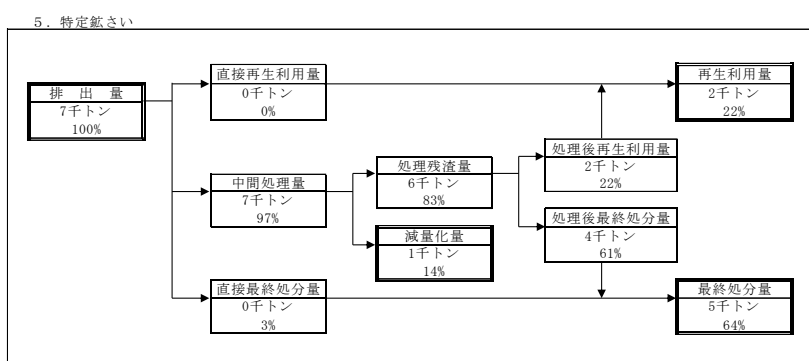 ５．特定鉱さい
排 出 量
7千トン
100%
直接再生利用量
0千トン
0%
再生利用量
2千トン
22%
中間処理量
7千トン
97%
処理残渣量
6千トン
83%
処理後再生利用量
2千トン
22%
減量化量
1千トン
14%
処理後最終処分量
4千トン
61%
直接最終処分量
0千トン
3%
最終処分量
5千トン
64%